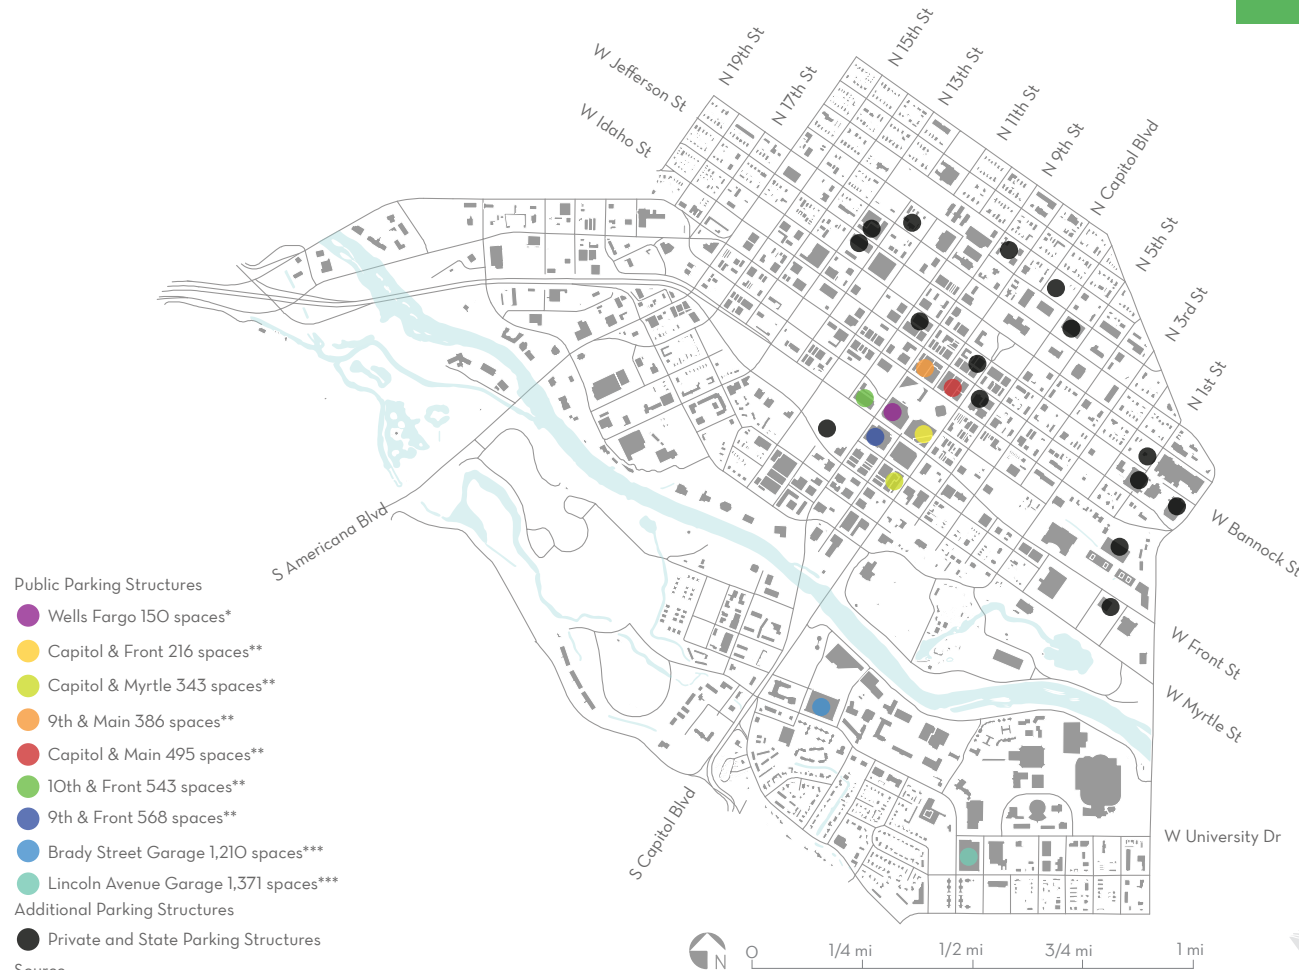 N 15th St
N 19th St
N 13th St
W Jefferson St
N 17th St
N 11th St
W Idaho St
N 9th St
N Capitol Blvd
N 5th St
N 3rd St
N 1st St
W Bannock St
S Americana Blvd
W Front St
W Myrtle St
W University Dr
S Capitol Blvd
Public Parking Structures
Wells Fargo 150 spaces*
Capitol & Front 216 spaces**
Capitol & Myrtle 343 spaces**
9th & Main 386 spaces**
Capitol & Main 495 spaces**
10th & Front 543 spaces**
9th & Front 568 spaces**
Brady Street Garage 1,210 spaces***
Lincoln Avenue Garage 1,371 spaces***
Additional Parking Structures
Private and State Parking Structures
Source
N
0 1/4 mi 1/2 mi 3/4 mi 1 mi